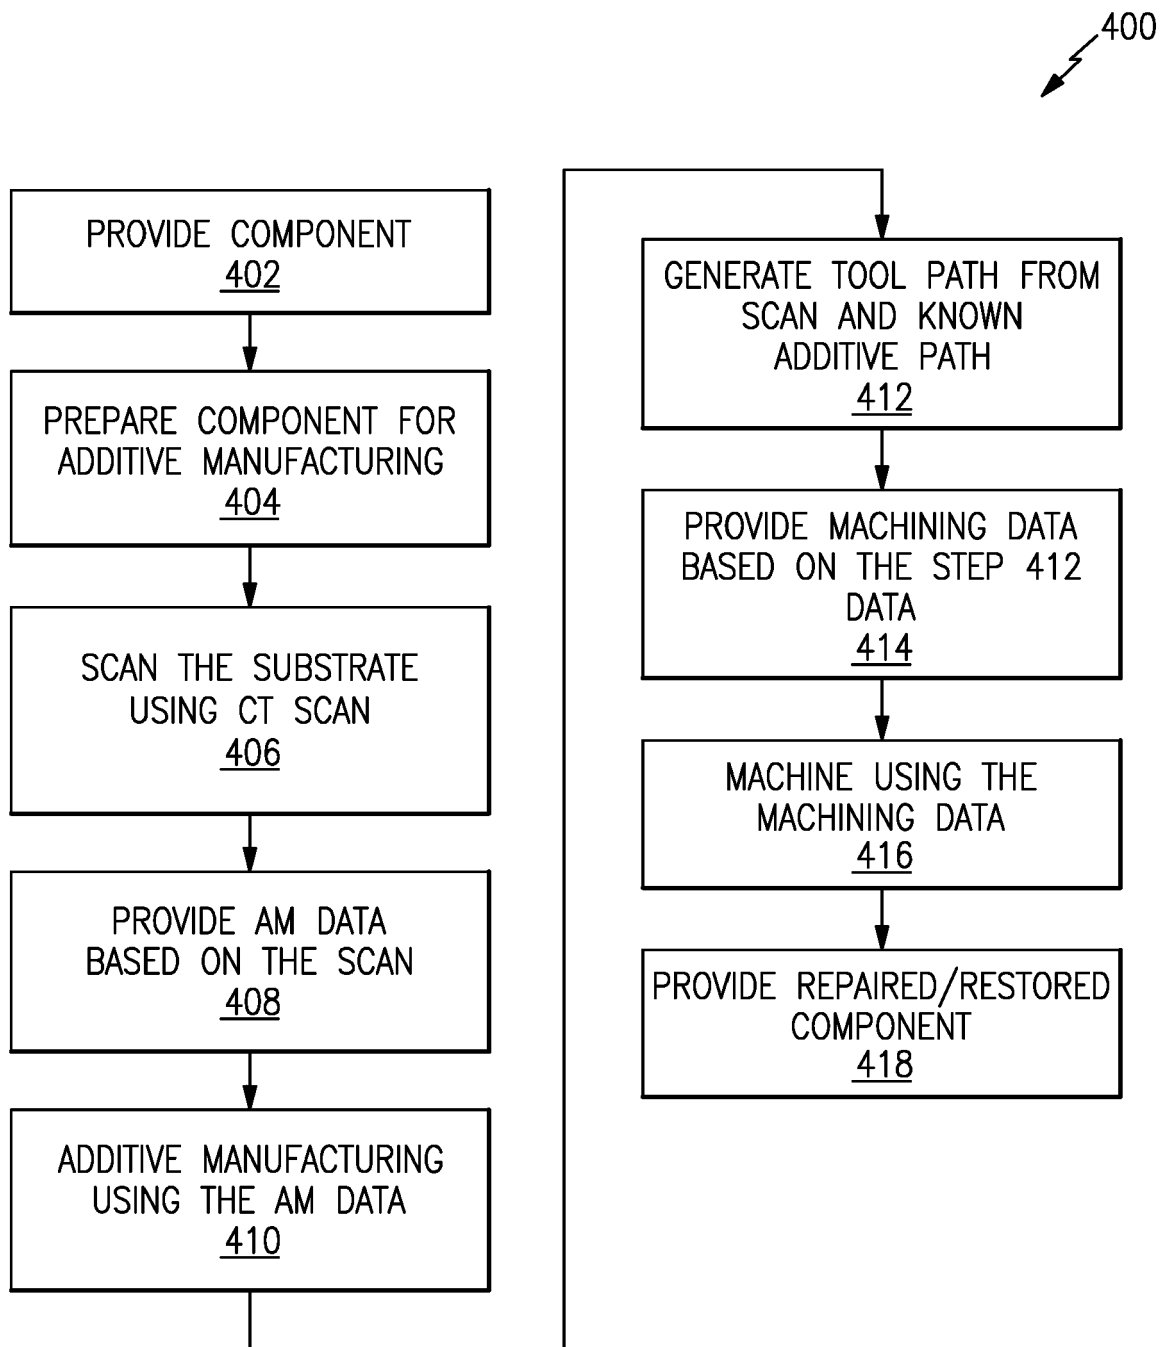 400
PROVIDE COMPONENT
402
PREPARE COMPONENT FOR
ADDITIVE MANUFACTURING
404
SCAN THE SUBSTRATE
USING CT SCAN
406
PROVIDE AM DATA
BASED ON THE SCAN
408
ADDITIVE MANUFACTURING
USING THE AM DATA
410
GENERATE TOOL PATH FROM
SCAN AND KNOWN
ADDITIVE PATH
412
PROVIDE MACHINING DATA
BASED ON THE STEP 412
DATA
414
MACHINE USING THE
MACHINING DATA
416
PROVIDE REPAIRED/RESTORED
COMPONENT
418